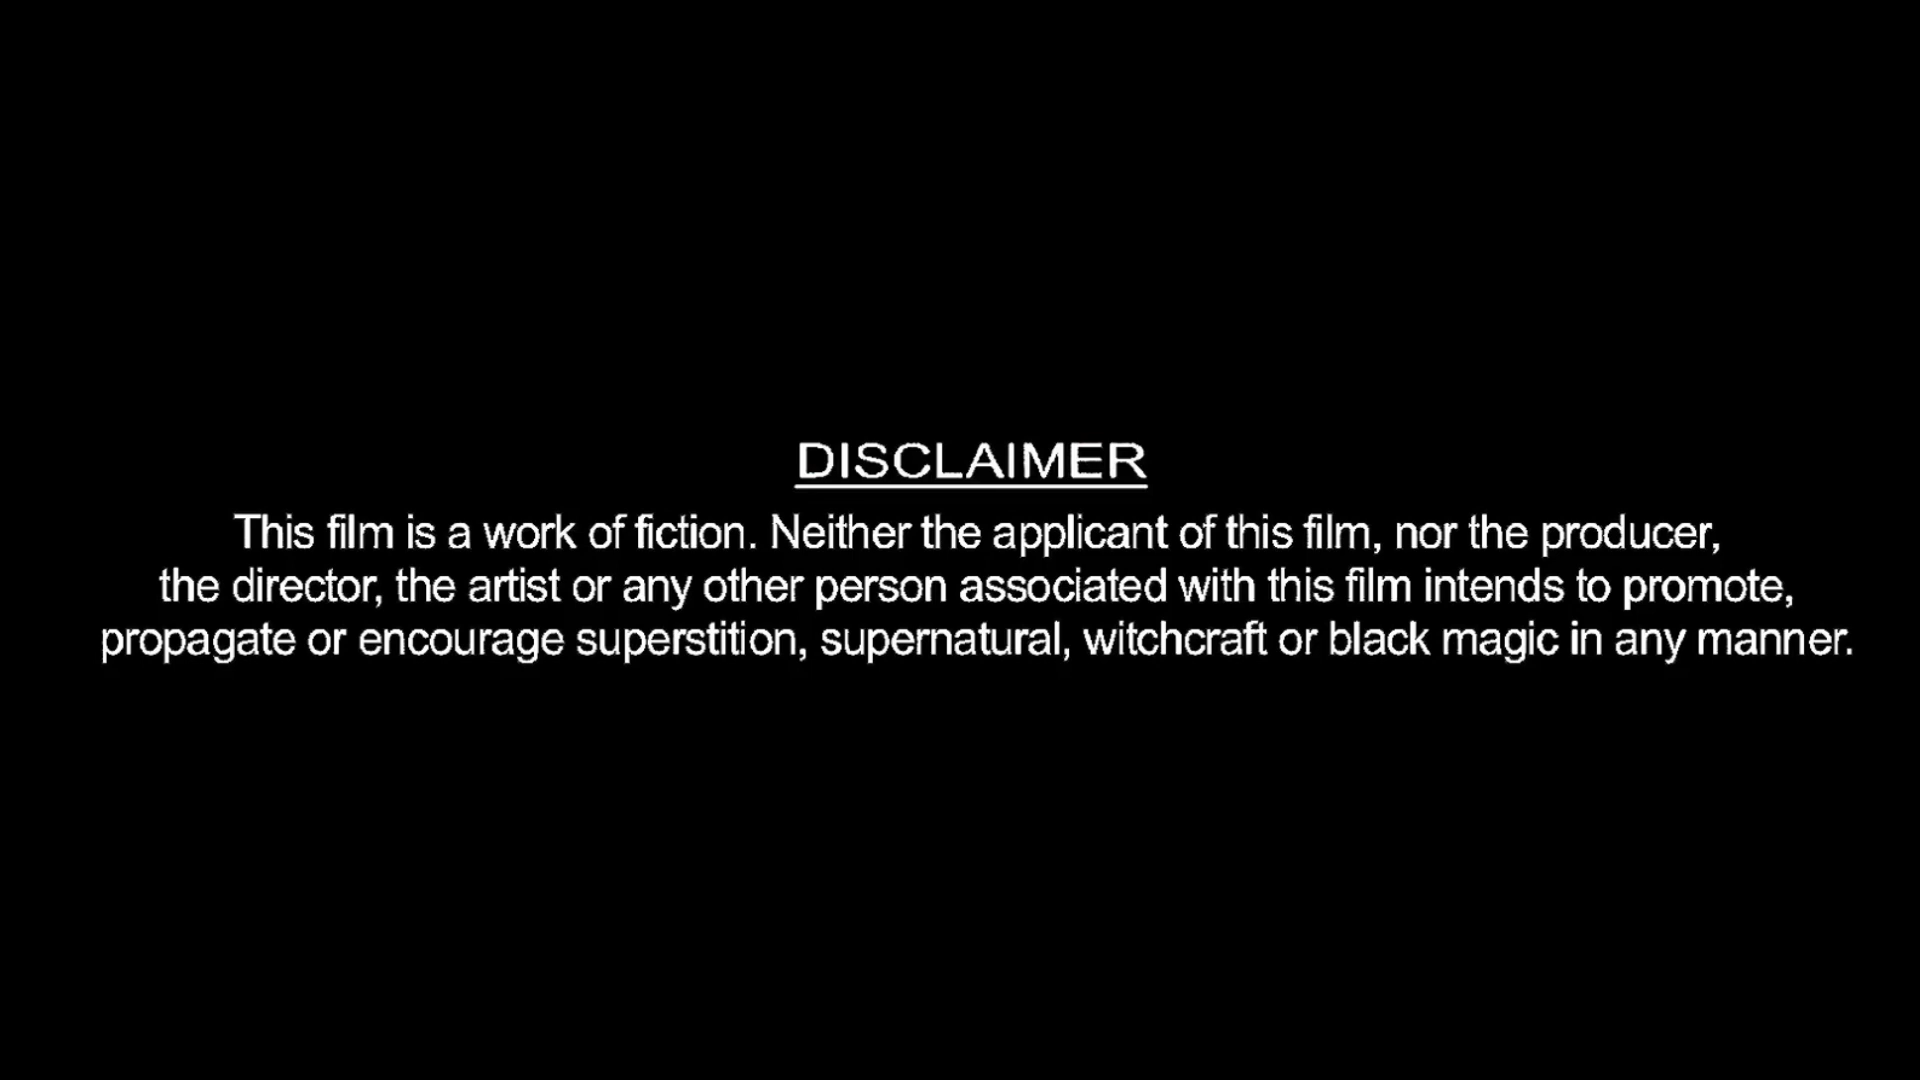 DISCLAIMER
This film is a work of fiction. Neither the applicant of this film, nor the producer,
the director, the artist or any other person associated with this film intends to promote,
propagate or encourage superstition, supernatural, witchcraft or black magic in any manner.